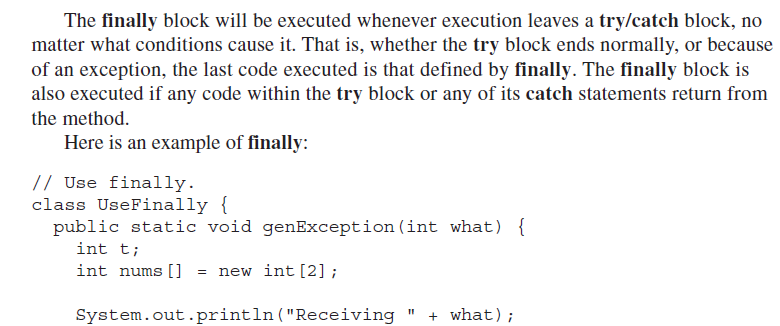 The finally block will be executed whenever execution leaves a try/catch block, no
matter what conditions cause it. That is, whether the try block ends normally, or because
of an exception, the last code executed is that defined by finally. The finally block is
also executed if any code within the try block or any of its catch statements return from
the method.
Here is an example of finally:
// Use finally.
class UseFinally {
  public static void genException(int what) {
    int t;
    int nums[] = new int[2];
    System.out.println("Receiving " + what);